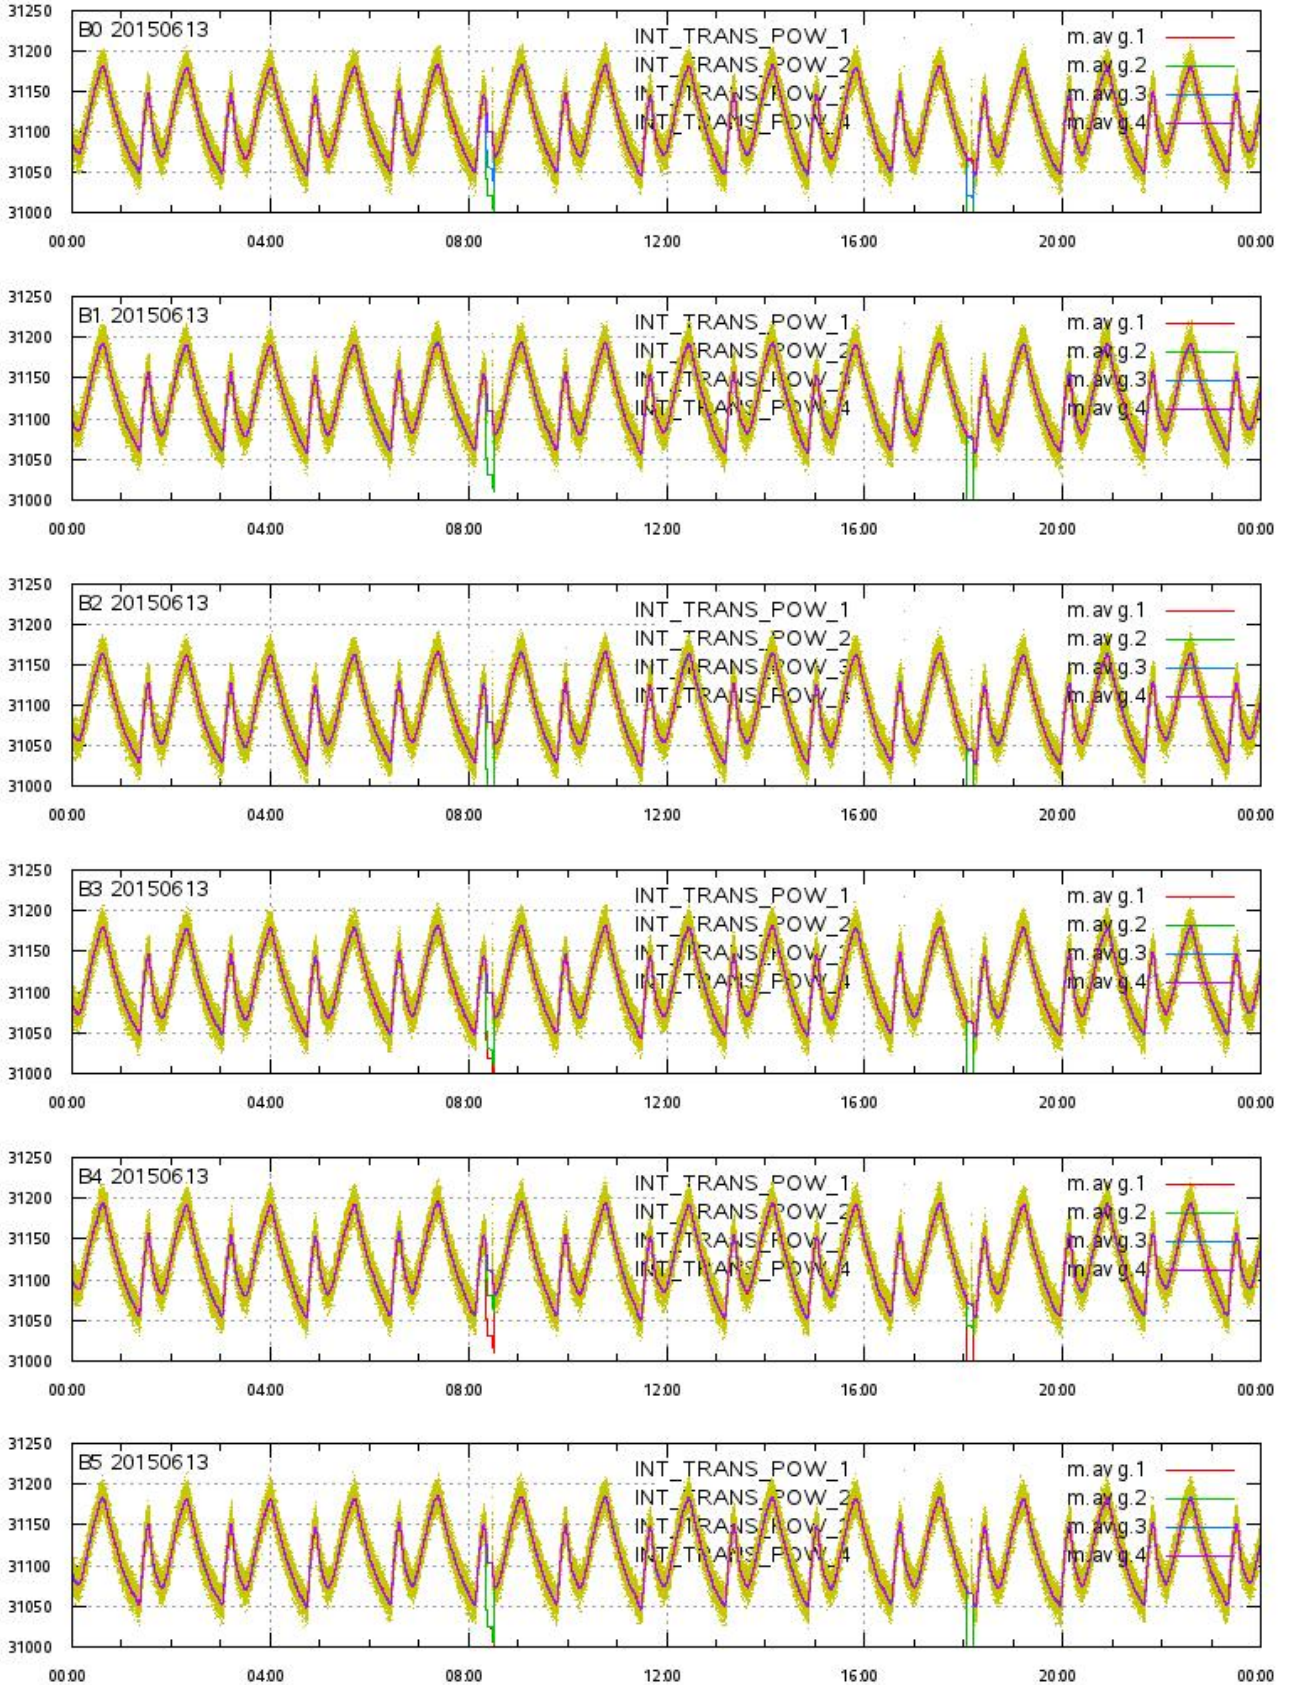 31250
B0 20150613 INT_TRANS_POW_1 m.avg.1
31200
INT_TRANS_POW_2 m.avg.2
31150
INT_TRANS_POW_3 m.avg.3
31100
INT_TRANS_POW_4 m.avg.4
31050
31000
00:00 04:00 08:00 12:00 16:00 20:00 00:00
31250
B1 20150613 INT_TRANS_POW_1 m.avg.1
31200
INT_TRANS_POW_2 m.avg.2
31150
INT_TRANS_POW_3 m.avg.3
31100
INT_TRANS_POW_4 m.avg.4
31050
31000
00:00 04:00 08:00 12:00 16:00 20:00 00:00
31250
B2 20150613 INT_TRANS_POW_1 m.avg.1
31200
INT_TRANS_POW_2 m.avg.2
31150
INT_TRANS_POW_3 m.avg.3
31100
INT_TRANS_POW_4 m.avg.4
31050
31000
00:00 04:00 08:00 12:00 16:00 20:00 00:00
31250
B3 20150613 INT_TRANS_POW_1 m.avg.1
31200
INT_TRANS_POW_2 m.avg.2
31150
INT_TRANS_POW_3 m.avg.3
31100
INT_TRANS_POW_4 m.avg.4
31050
31000
00:00 04:00 08:00 12:00 16:00 20:00 00:00
31250
B4 20150613 INT_TRANS_POW_1 m.avg.1
31200
INT_TRANS_POW_2 m.avg.2
31150
INT_TRANS_POW_3 m.avg.3
31100
INT_TRANS_POW_4 m.avg.4
31050
31000
00:00 04:00 08:00 12:00 16:00 20:00 00:00
31250
B5 20150613 INT_TRANS_POW_1 m.avg.1
31200
INT_TRANS_POW_2 m.avg.2
31150
INT_TRANS_POW_3 m.avg.3
31100
INT_TRANS_POW_4 m.avg.4
31050
31000
00:00 04:00 08:00 12:00 16:00 20:00 00:00